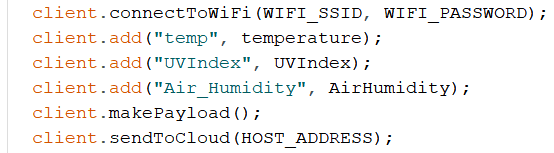 client.connectToWiFi(WIFI_SSID, WIFI_PASSWORD);
client.add("temp", temperature);
client.add("UVIndex", UVIndex);
client.add("Air_Humidity", AirHumidity);
client.makePayload();
client.sendToCloud(HOST_ADDRESS);